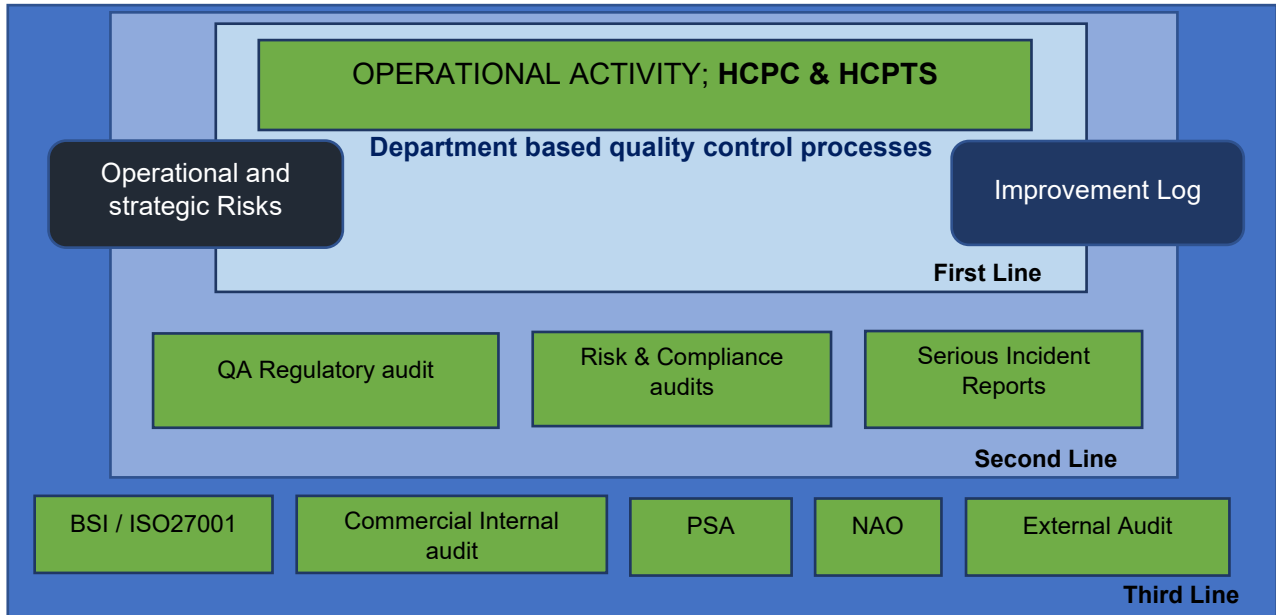 OPERATIONAL ACTIVITY; HCPC & HCPTS
Department based quality control processes
Operational and
strategic Risks
Improvement Log
First Line
QA Regulatory audit
Risk & Compliance
audits
Serious Incident
Reports
Second Line
BSI / ISO27001
Commercial Internal
audit
PSA
NAO
External Audit
Third Line